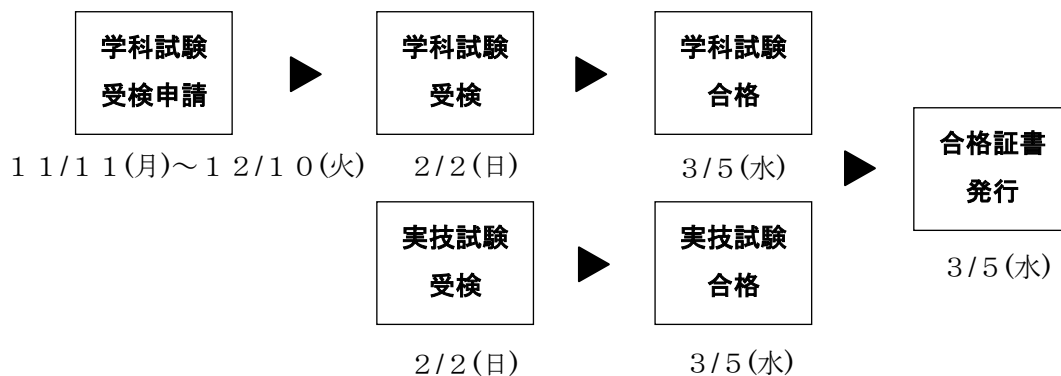 学科試験
受検申請
１１/１１(月)～１２/１０(火)
学科試験
受検
2/2(日)
学科試験
合格
3/5(水)
実技試験
受検
2/2(日)
実技試験
合格
3/5(水)
合格証書
発行
3/5(水)